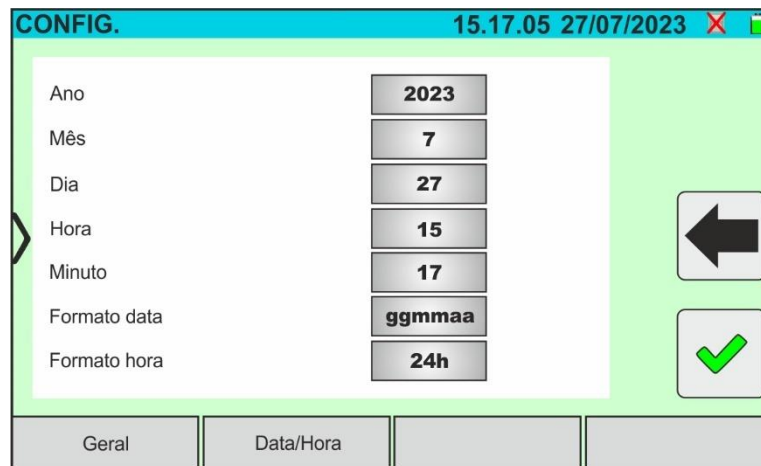 CONFIG. 15.17.05 27/07/2023
Ano 2023
Mês 7
Dia 27
Hora 15
Minuto 17
Formato data ggmmaa
Formato hora 24h
Geral Data/Hora